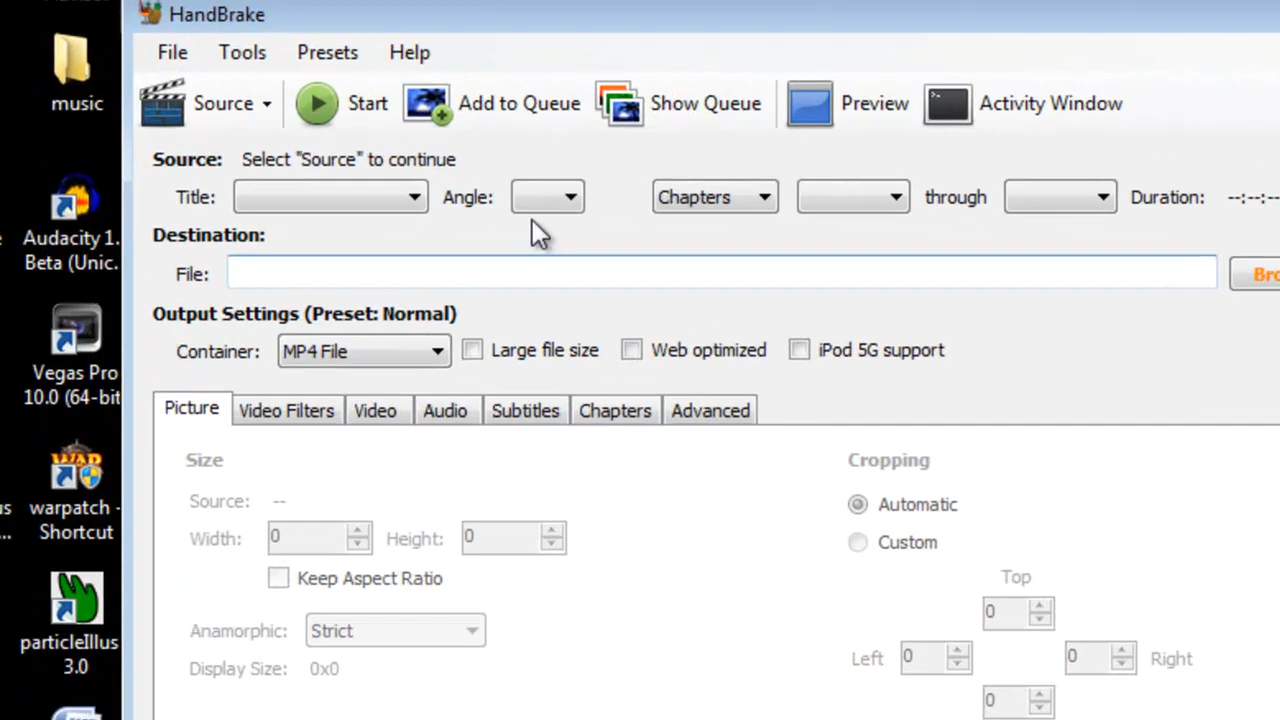 HandBrake
File Tools Presets Help
music
Source Start Add to Queue Show Queue Preview Activity Window
Source: Select "Source" to continue
Title: Angle: Chapters through Duration: --:--:--
Destination:
Audacity 1.
Beta (Unic.
File:
Output Settings (Preset: Normal)
Container: MP4 File Large file size Web optimized iPod 5G support
Vegas Pro
10.0 (64-bit
Picture Video Filters Video Audio Subtitles Chapters Advanced
Size Cropping
Source: -- Automatic
warpatch -
Shortcut
Width: 0 Height: 0 Custom
Keep Aspect Ratio Top
0
Anamorphic: Strict
particleIllus
3.0
Left 0 0 Right
Display Size: 0x0
0